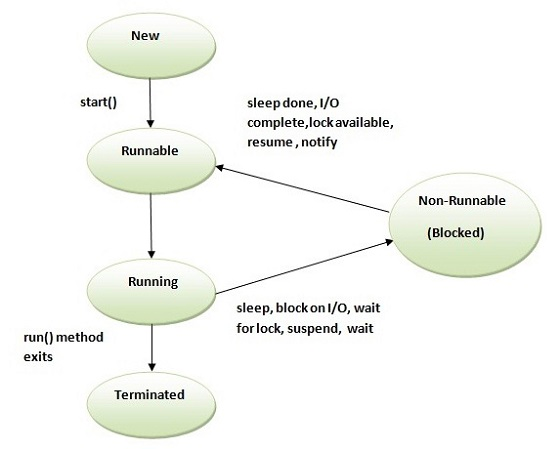 New
start()
sleep done, I/O
complete,lock available,
resume , notify
Runnable
Non-Runnable
(Blocked)
Running
sleep, block on I/O, wait
for lock, suspend,  wait
run() method
exits
Terminated